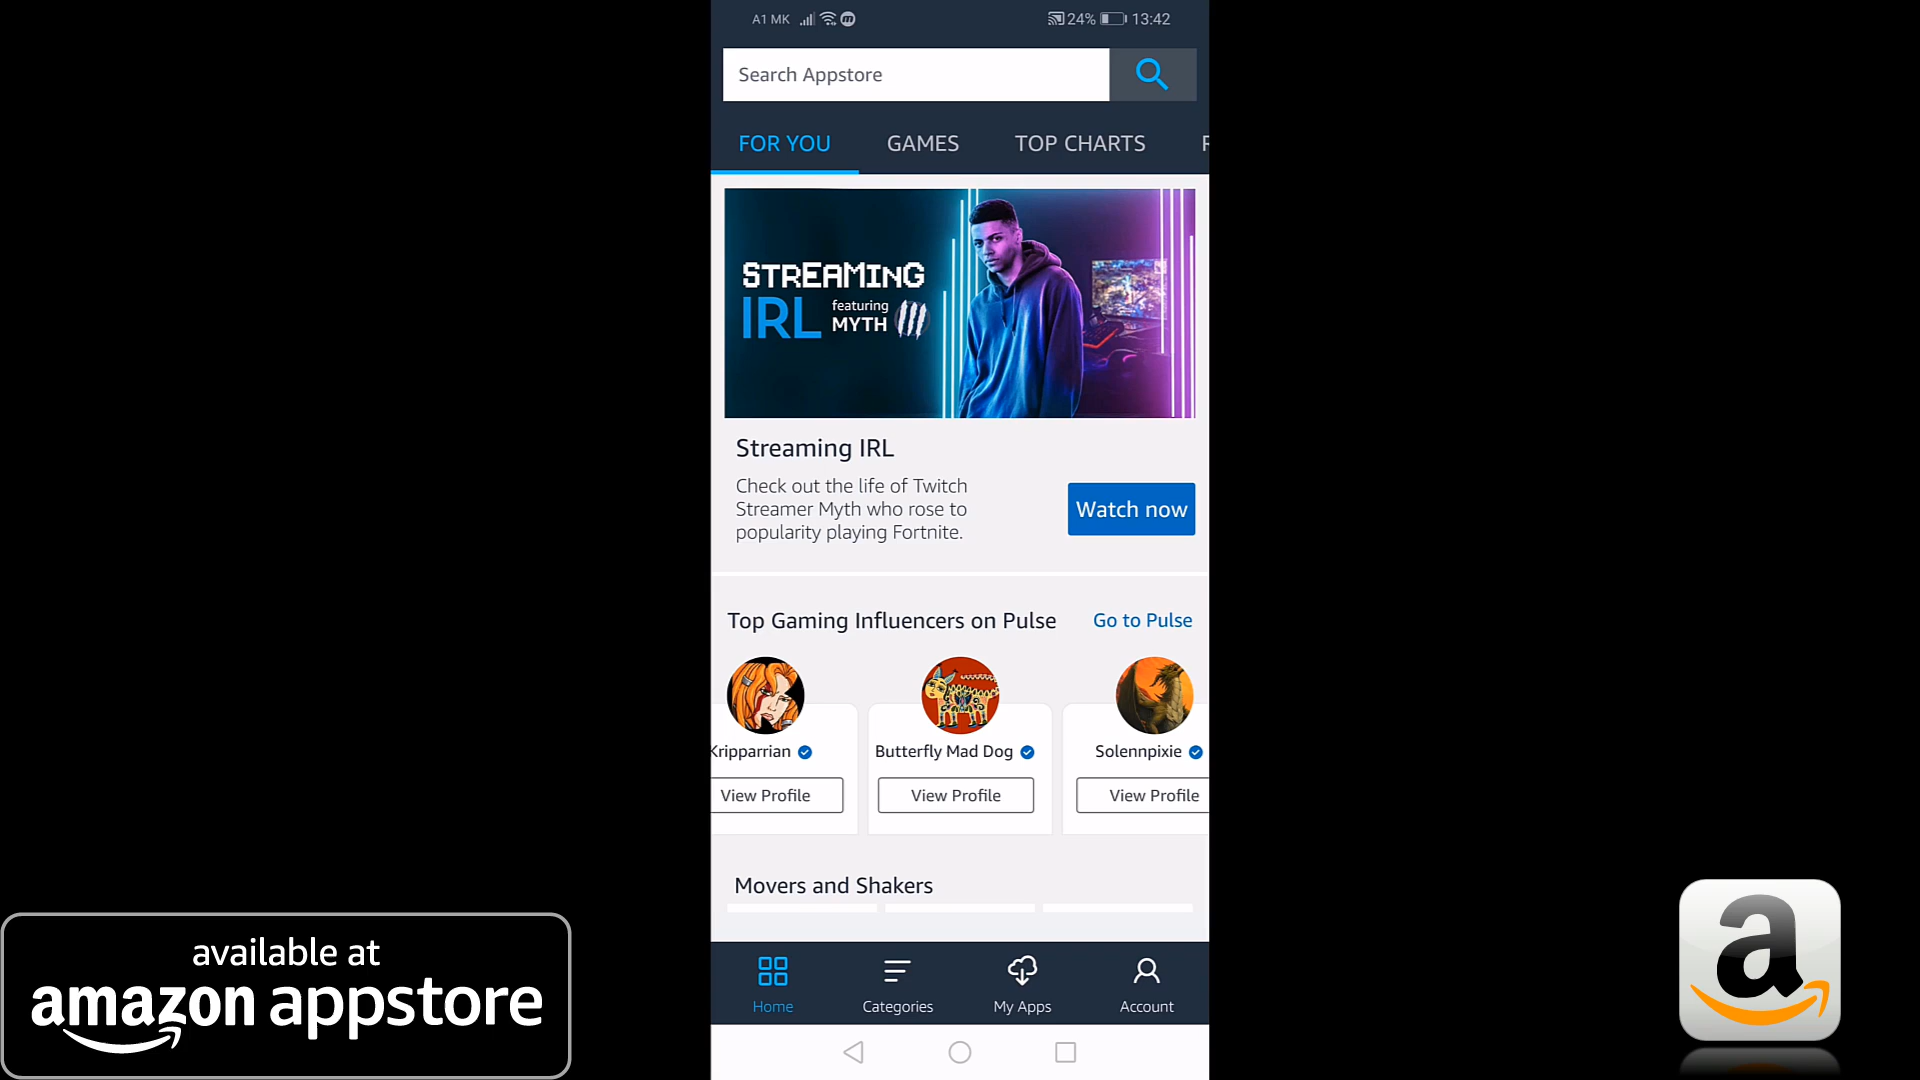 A1 MK
24%
13:42
Search Appstore
FOR YOU
GAMES
TOP CHARTS
STREAMING
IRL featuring
MYTH
Streaming IRL
Check out the life of Twitch
Streamer Myth who rose to
popularity playing Fortnite.
Watch now
Top Gaming Influencers on Pulse
Go to Pulse
Kripparrian
Butterfly Mad Dog
Solennpixie
View Profile
View Profile
View Profile
Movers and Shakers
Home
Categories
My Apps
Account
available at
amazon appstore
a